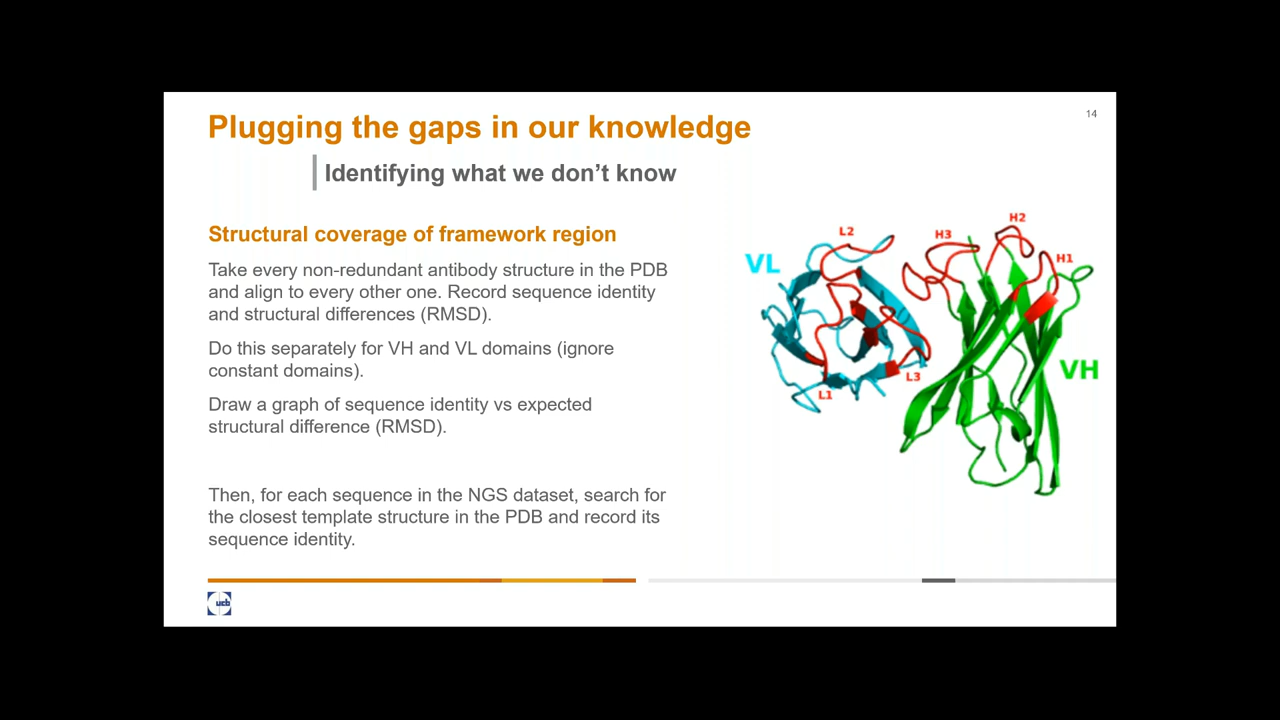 Plugging the gaps in our knowledge
14
Identifying what we don’t know
Structural coverage of framework region
Take every non-redundant antibody structure in the PDB
and align to every other one. Record sequence identity
and structural differences (RMSD).
Do this separately for VH and VL domains (ignore
constant domains).
Draw a graph of sequence identity vs expected
structural difference (RMSD).
Then, for each sequence in the NGS dataset, search for
the closest template structure in the PDB and record its
sequence identity.
VL
L2
H3
H2
H1
L1
L3
VH
ucb